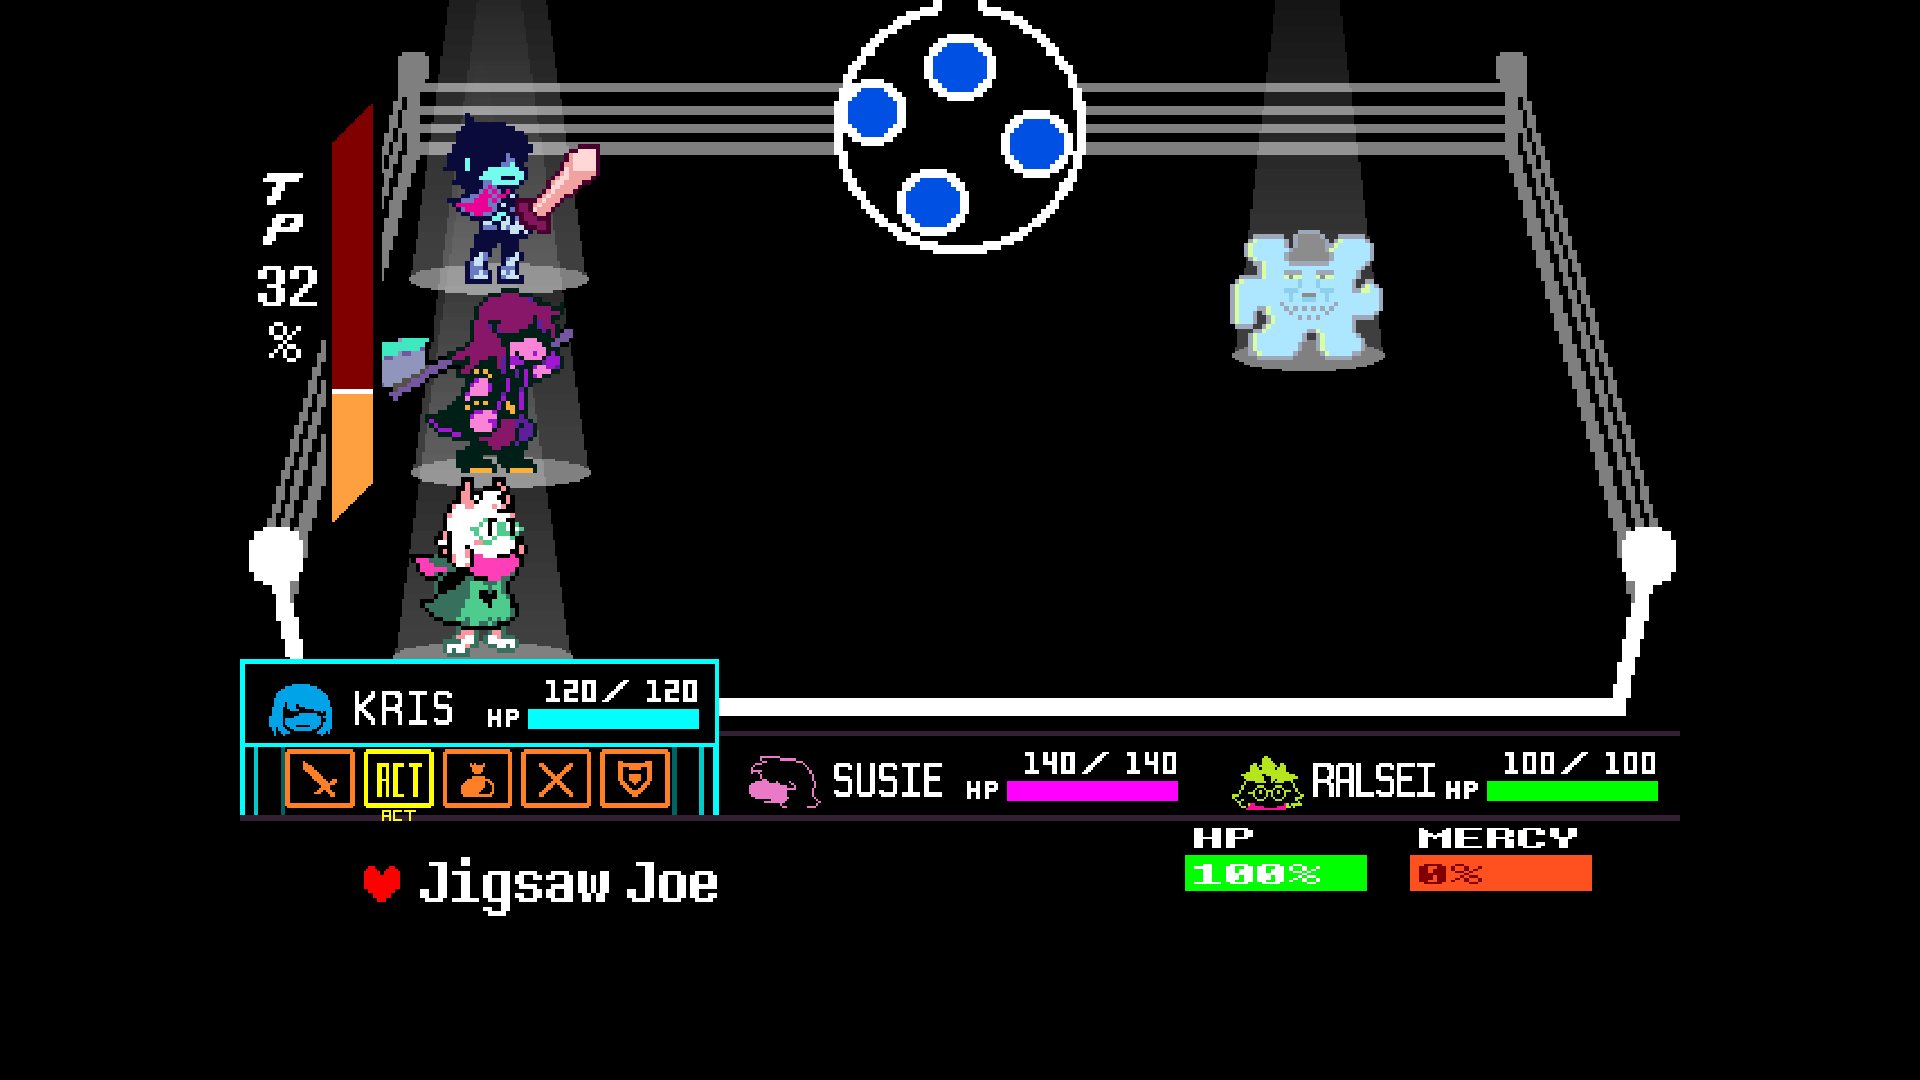 TP
32
%
KRIS HP 120/ 120
ACT
ACT
SUSIE HP 140/ 140
RALSEI HP 100/ 100
HP MERCY
Jigsaw Joe 100% 0%